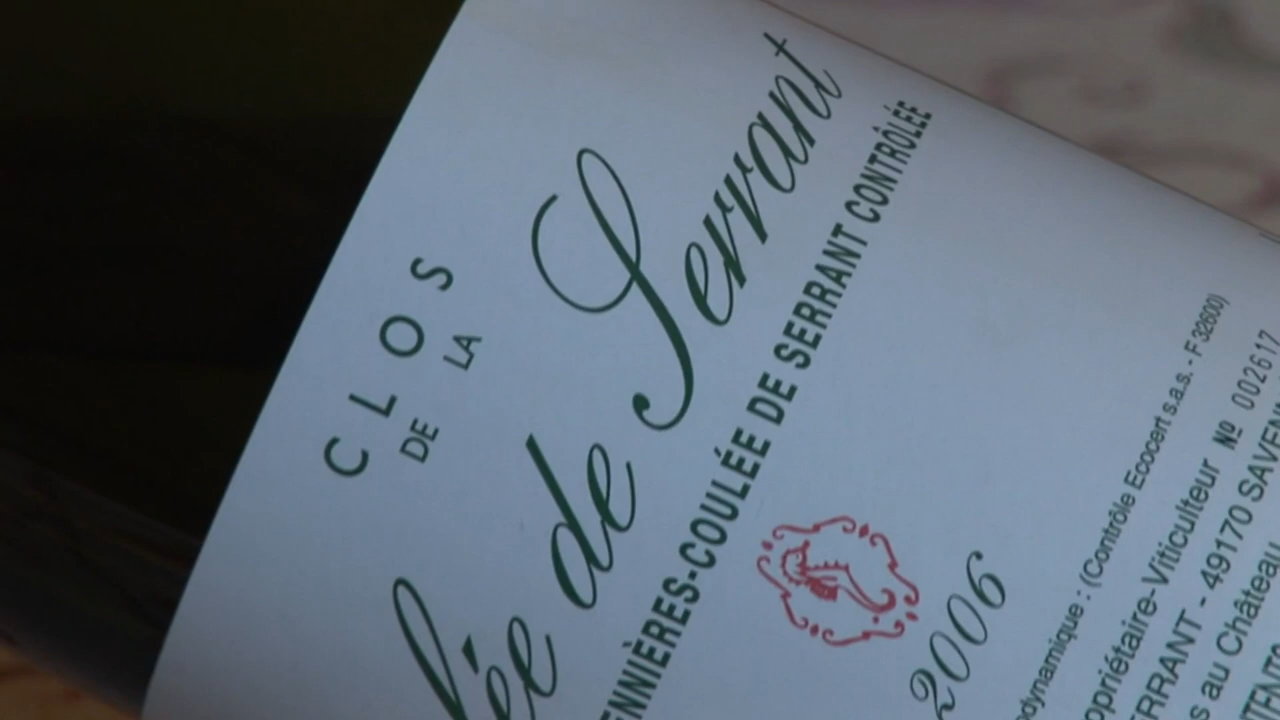 CLOS
DE LA
lée de Serrant
ENNIÈRES-COULÉE DE SERRANT CONTRÔLÉE
2006
odynamique : (Contrôle Ecocert s.a.s. - F 32600)
opriétaire-Viticulteur № 002617
ERRANT - 49170 SAVEN
s au Château